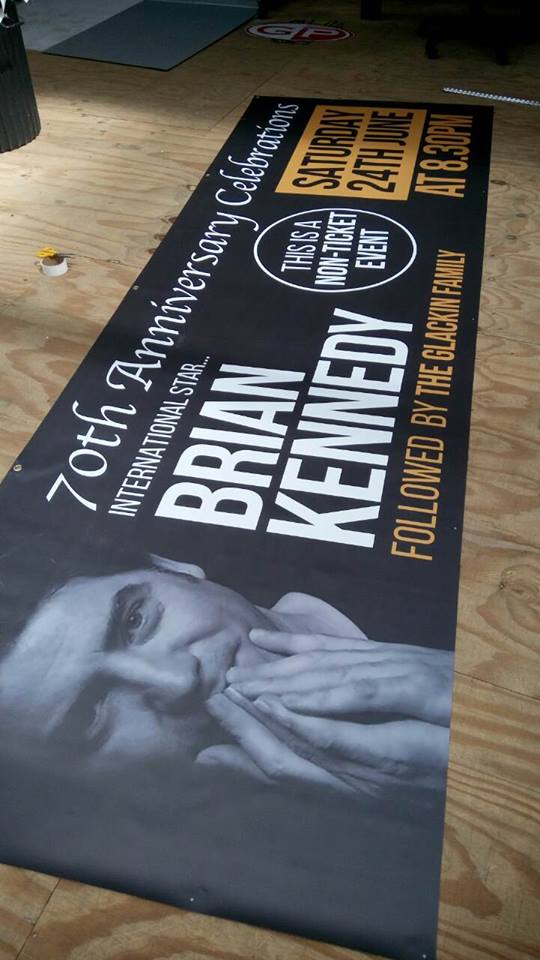 70th Anniversary Celebrations
INTERNATIONAL STAR...
BRIAN
KENNEDY
FOLLOWED BY THE GLACKIN FAMILY
THIS IS A
NON-TICKET
EVENT
SATURDAY
24TH JUNE
AT 8.30PM